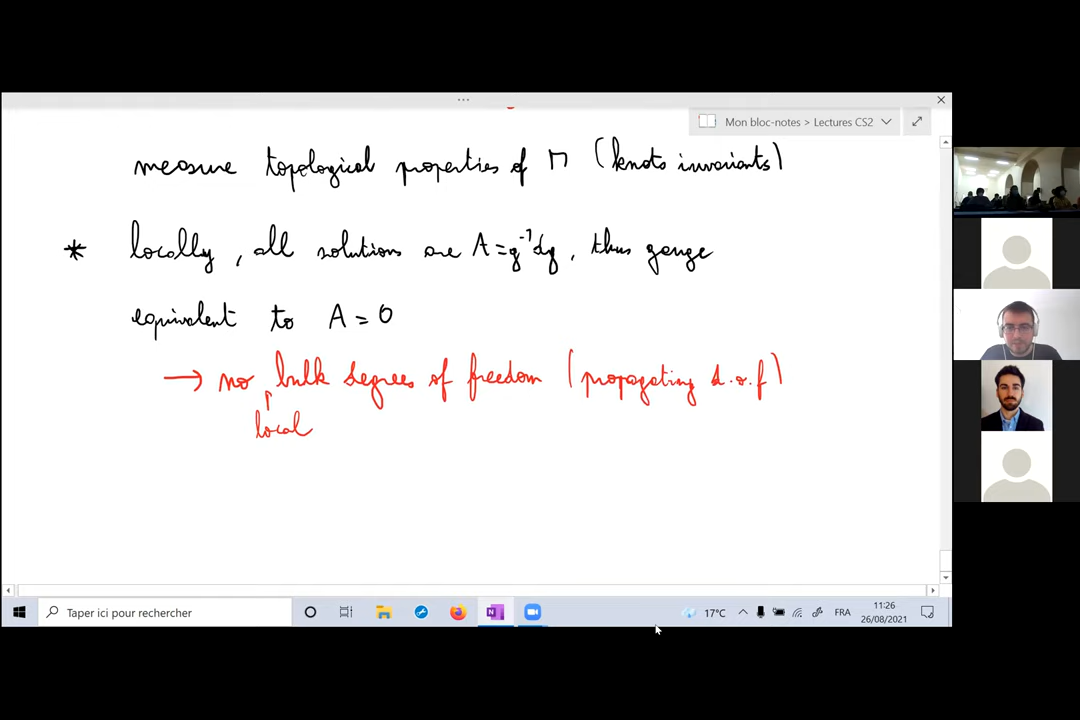 Mon bloc-notes > Lectures CS2
measure topological properties of M (knots invariants)
* locally, all solutions are A = g⁻¹dg, thus gauge
equivalent to A = 0
→ no bulk degrees of freedom (propagating d.o.f)
local
Taper ici pour rechercher
17°C
FRA
11:26
26/08/2021